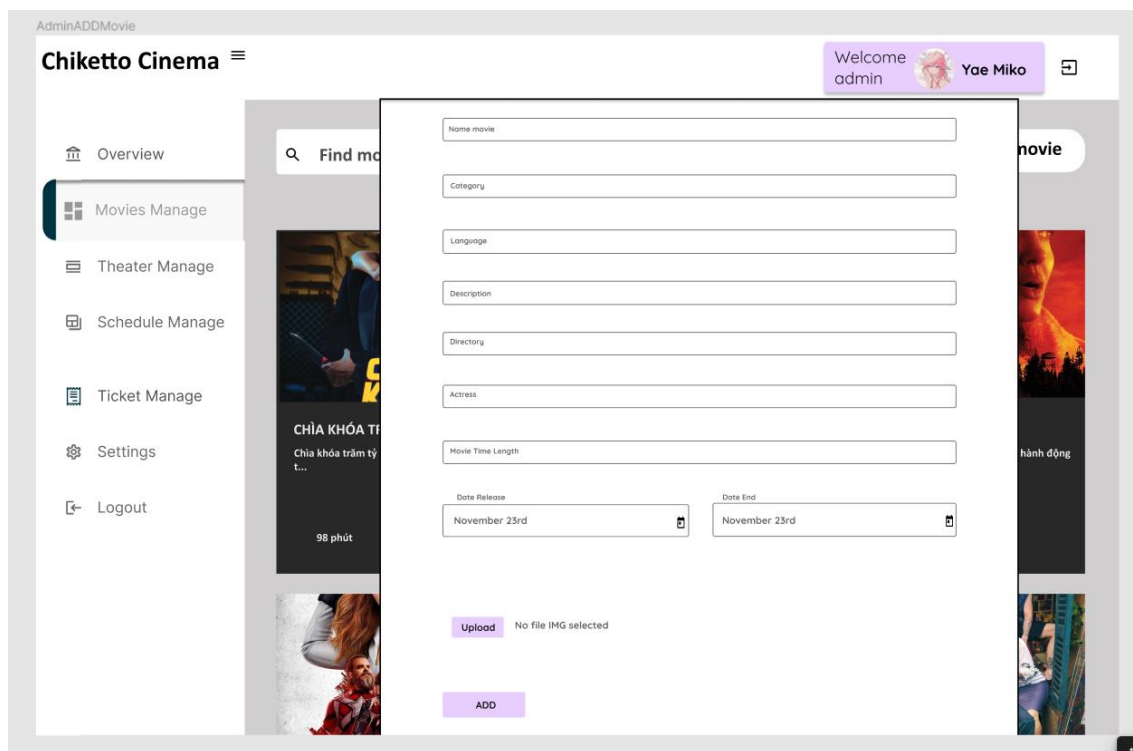 AdminADDMovie
Chiketto Cinema
Welcome
admin
Yae Miko
Overview
Movies Manage
Theater Manage
Schedule Manage
Ticket Manage
Settings
Logout
Find mo
movie
Name movie
Category
Language
Description
Directory
Actress
Movie Time Length
Date Release
Date End
November 23rd
November 23rd
No file IMG selected
Upload
ADD
CHÌA KHÓA TR
Chìa khóa trăm tỷ
t...
98 phút
hành động